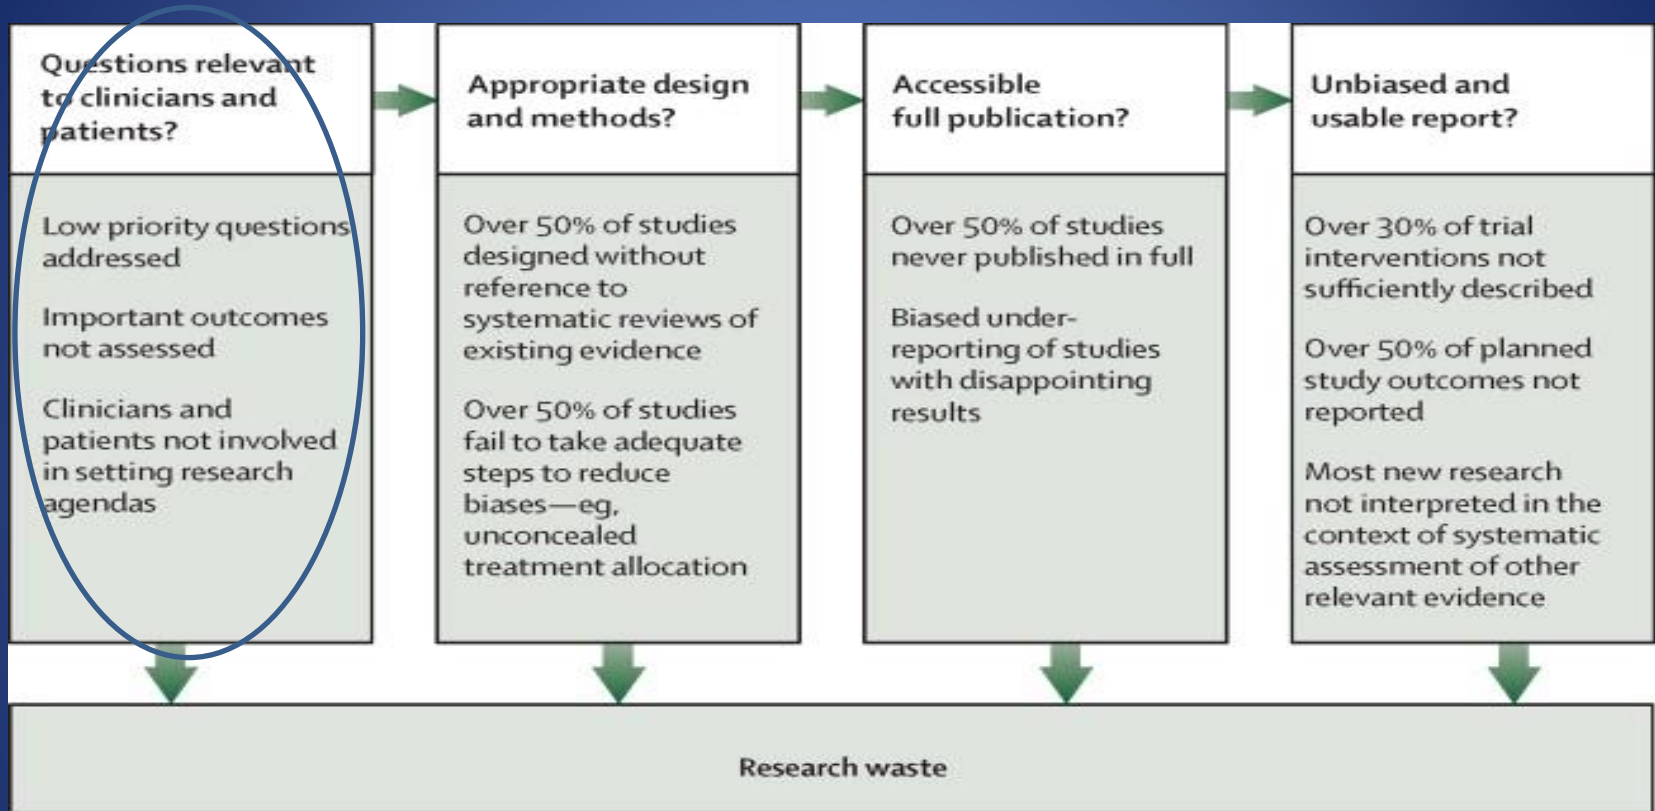 Questions relevant
to clinicians and
patients?
Low priority questions
addressed
Important outcomes
not assessed
Clinicians and
patients not involved
in setting research
agendas
Appropriate design
and methods?
Over 50% of studies
designed without
reference to
systematic reviews of
existing evidence
Over 50% of studies
fail to take adequate
steps to reduce
biases—eg,
unconcealed
treatment allocation
Accessible
full publication?
Over 50% of studies
never published in full
Biased under-
reporting of studies
with disappointing
results
Unbiased and
usable report?
Over 30% of trial
interventions not
sufficiently described
Over 50% of planned
study outcomes not
reported
Most new research
not interpreted in the
context of systematic
assessment of other
relevant evidence
Research waste